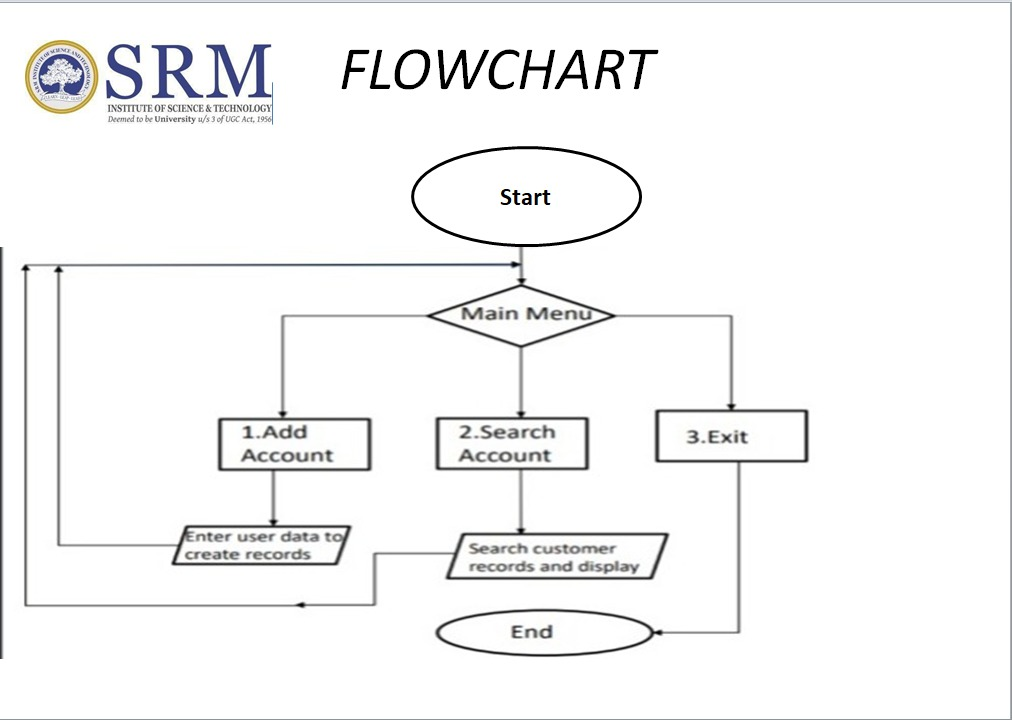 SRM
INSTITUTE OF SCIENCE & TECHNOLOGY
Deemed to be University u/s 3 of UGC Act, 1956
FLOWCHART
Start
Main Menu
1.Add
Account
2.Search
Account
3.Exit
Enter user data to
create records
Search customer
records and display
End